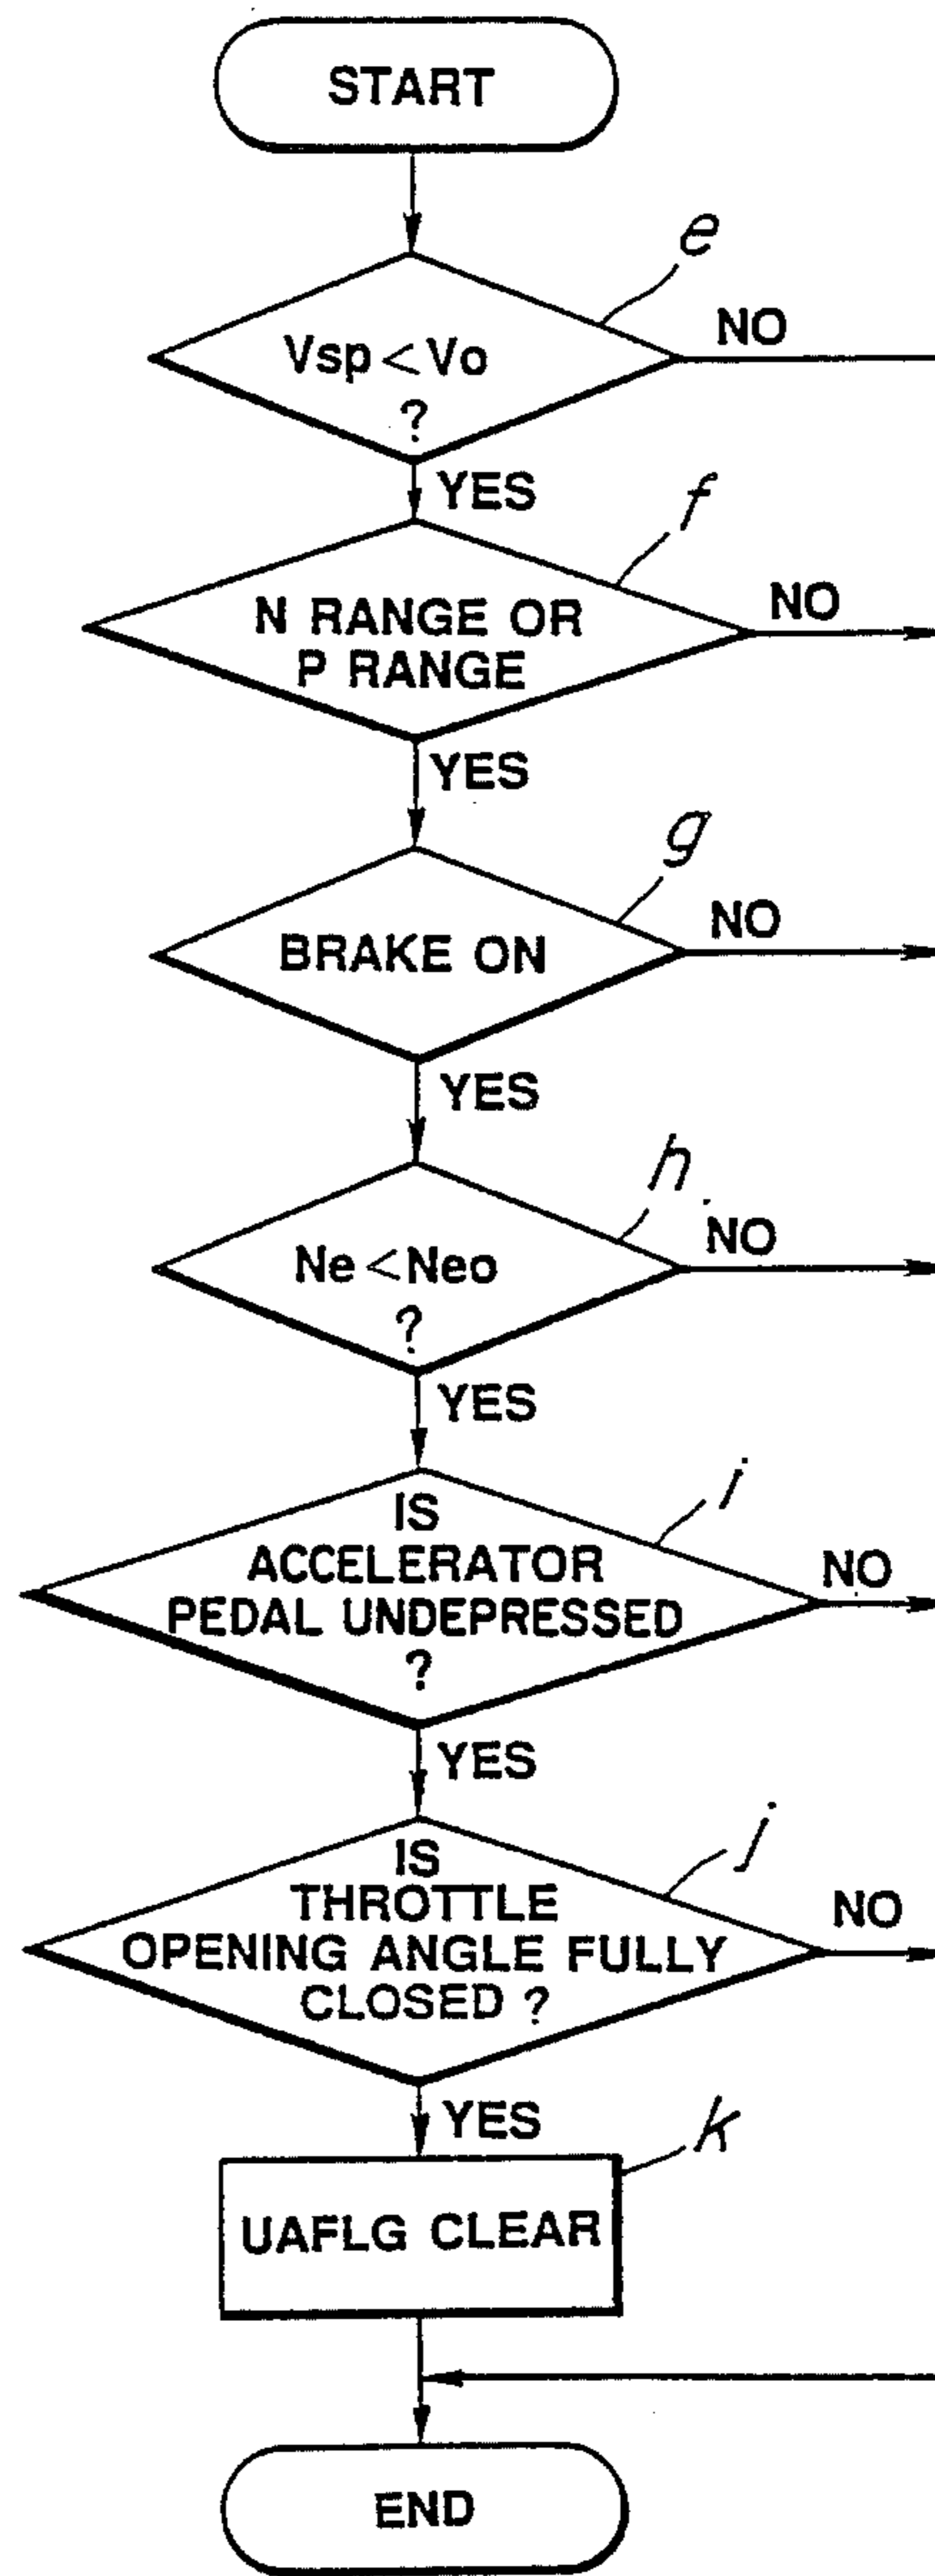 START
e
Vsp<Vo
?
NO
YES
f
N RANGE OR
P RANGE
NO
YES
g
BRAKE ON
NO
YES
h
Ne<Neo
?
NO
YES
i
IS
ACCELERATOR
PEDAL UNDEPRESSED
?
NO
YES
j
IS
THROTTLE
OPENING ANGLE FULLY
CLOSED ?
NO
YES
k
UAFLG CLEAR
END